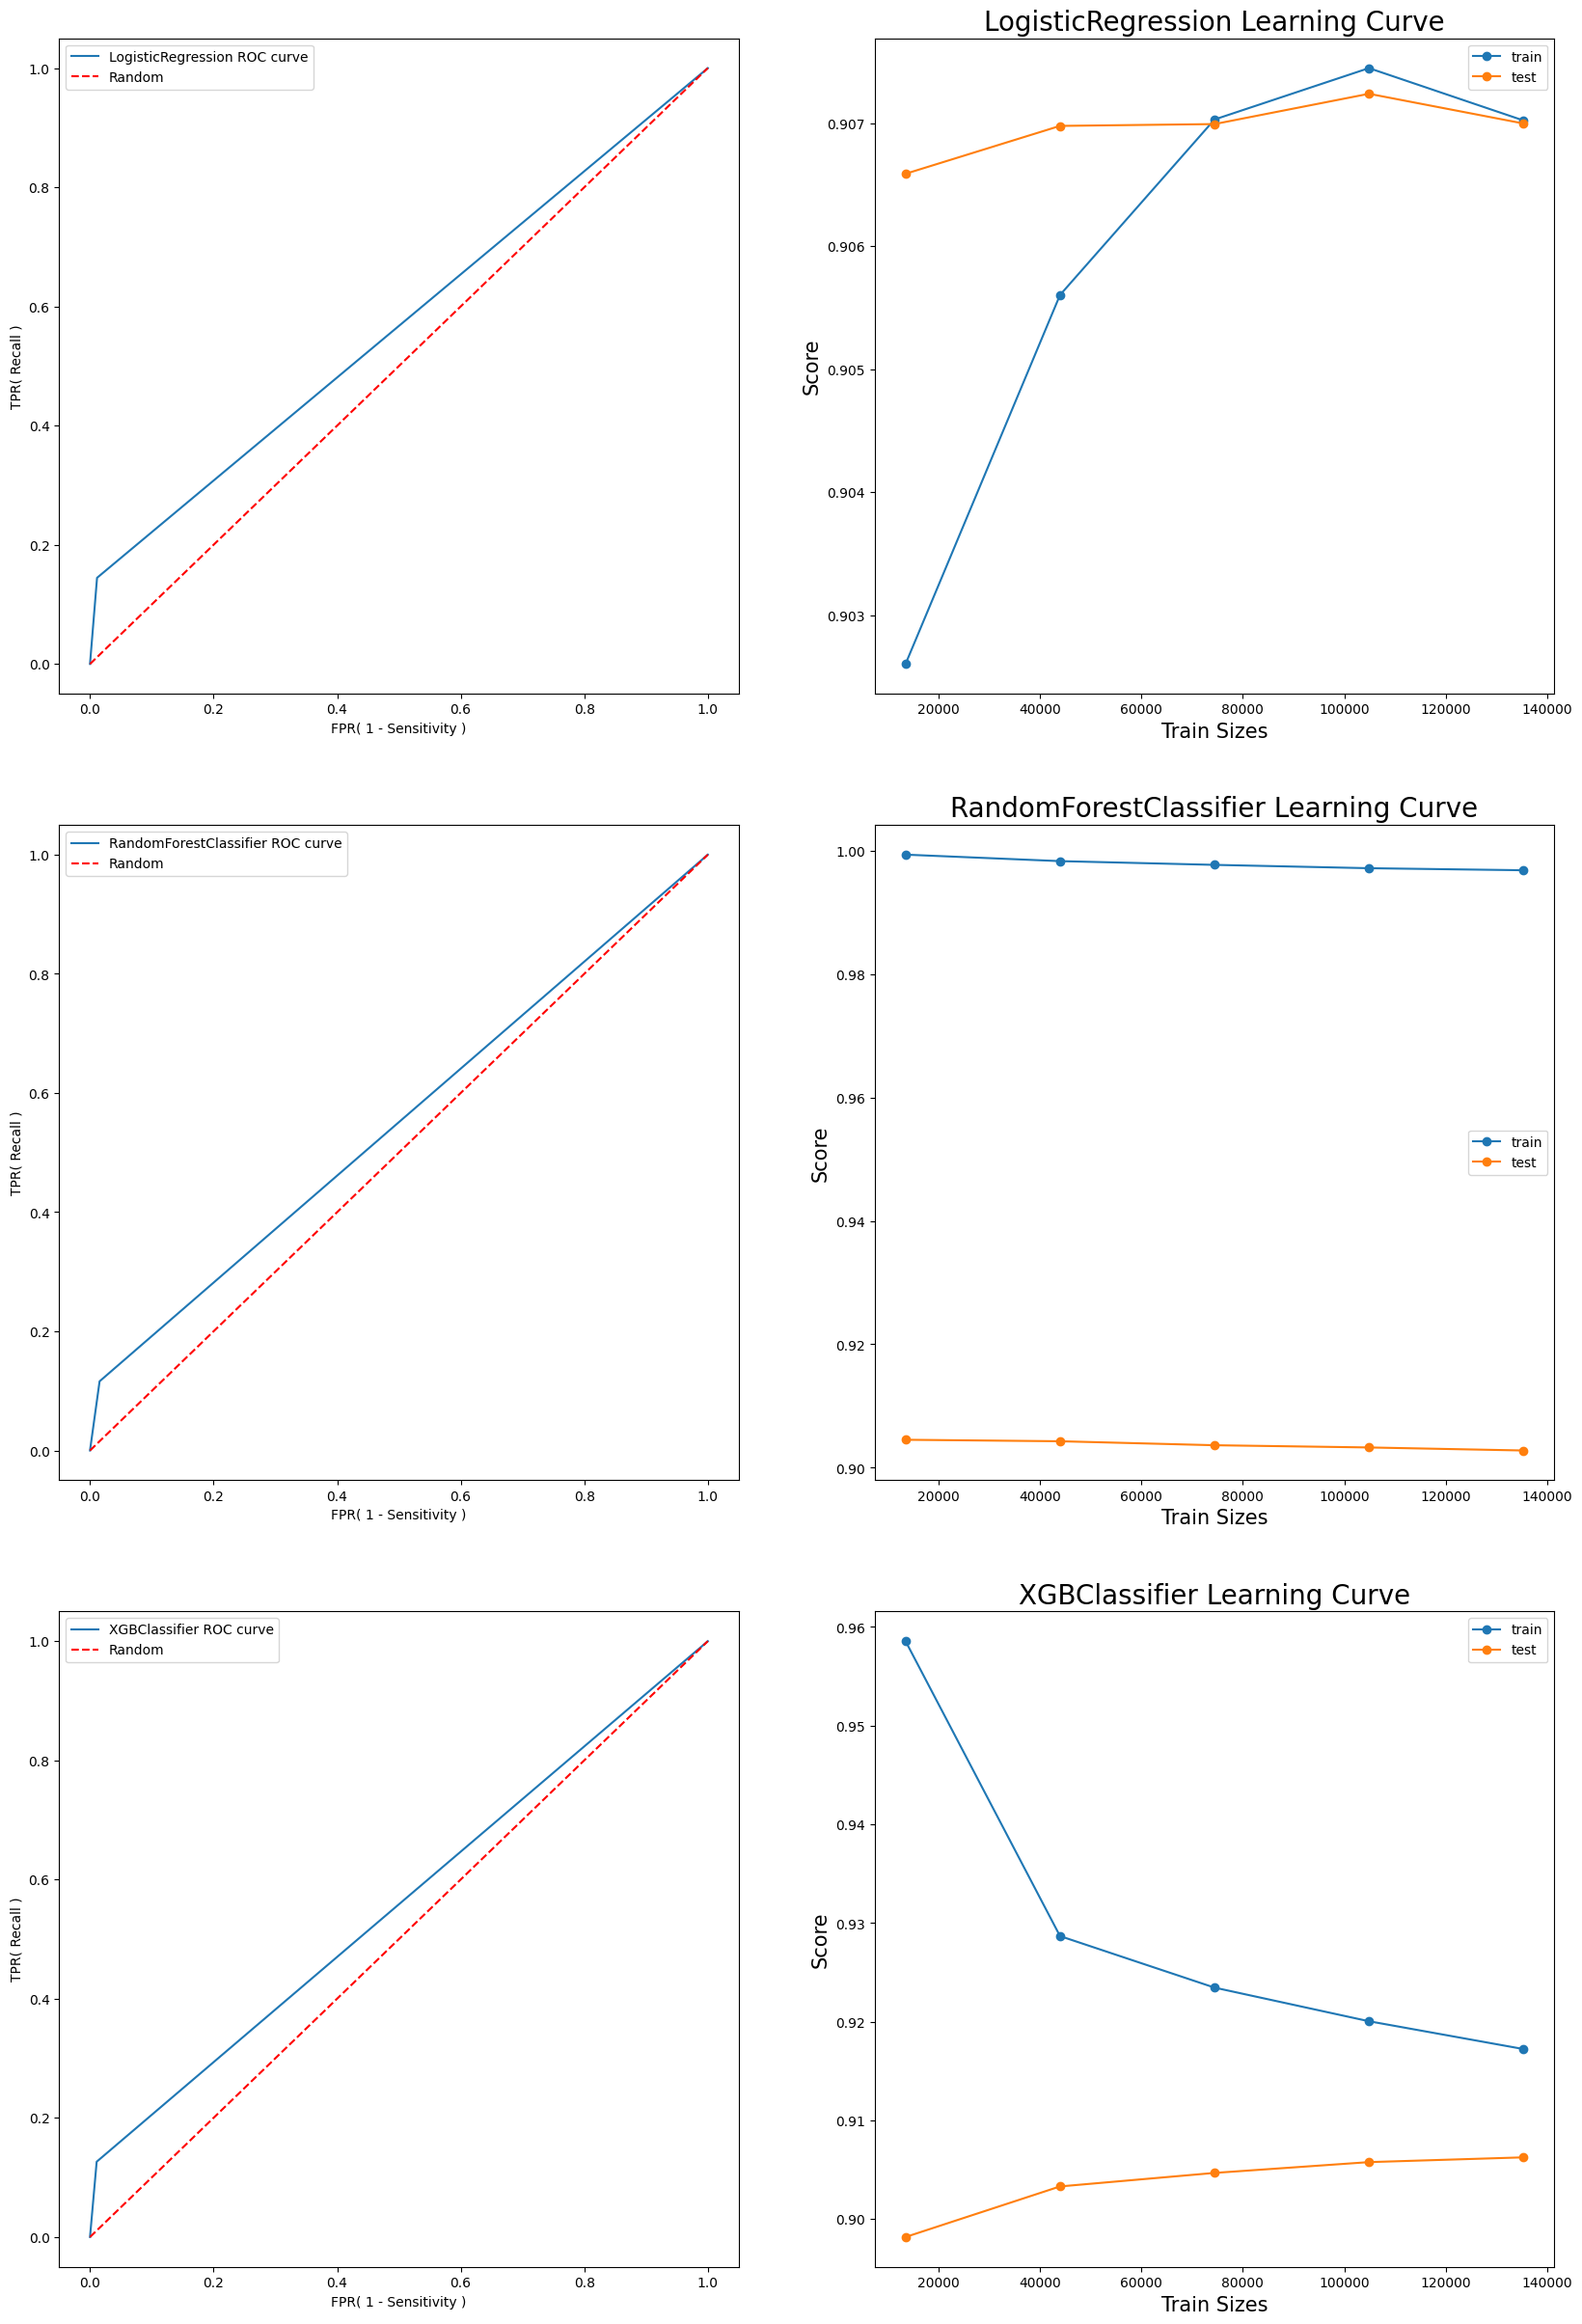 LogisticRegression ROC curve
Random
1.0
0.8
0.6
0.4
0.2
0.0
TPR( Recall )
0.0 0.2 0.4 0.6 0.8 1.0
FPR( 1 - Sensitivity )
LogisticRegression Learning Curve
train
test
0.907
0.906
0.905
0.904
0.903
Score
20000 40000 60000 80000 100000 120000 140000
Train Sizes
RandomForestClassifier ROC curve
Random
1.0
0.8
0.6
0.4
0.2
0.0
TPR( Recall )
0.0 0.2 0.4 0.6 0.8 1.0
FPR( 1 - Sensitivity )
RandomForestClassifier Learning Curve
1.00
0.98
0.96
0.94
0.92
0.90
Score
train
test
20000 40000 60000 80000 100000 120000 140000
Train Sizes
XGBClassifier ROC curve
Random
1.0
0.8
0.6
0.4
0.2
0.0
TPR( Recall )
0.0 0.2 0.4 0.6 0.8 1.0
FPR( 1 - Sensitivity )
XGBClassifier Learning Curve
train
test
0.96
0.95
0.94
0.93
0.92
0.91
0.90
Score
20000 40000 60000 80000 100000 120000 140000
Train Sizes